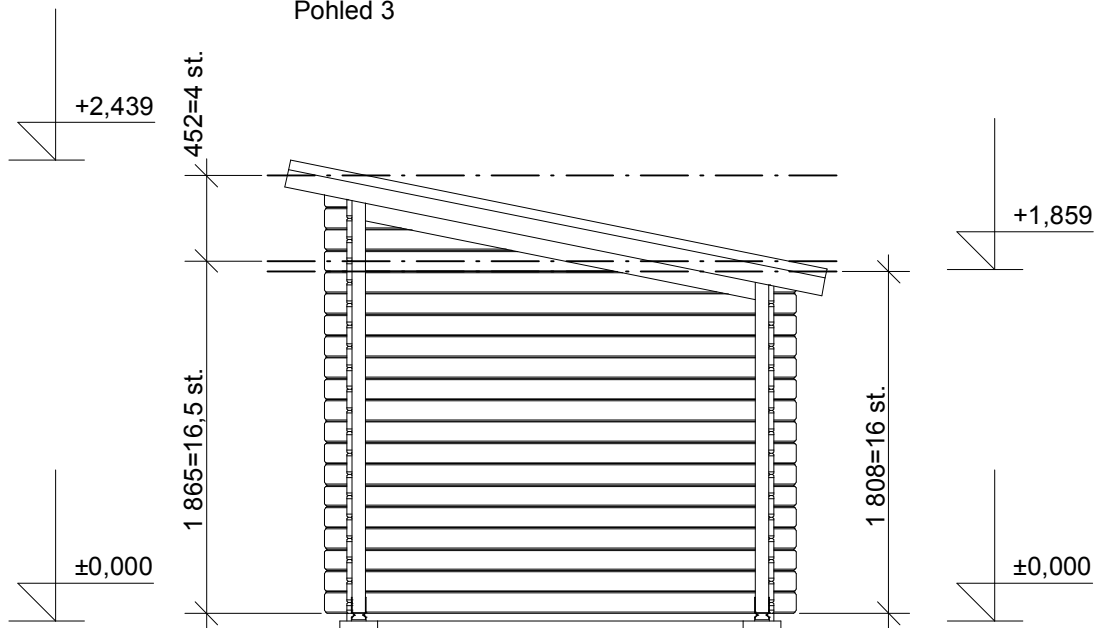 Pohled 3
+2,439
452=4 st.
+1,859
1 865=16,5 st.
1 808=16 st.
±0,000
±0,000